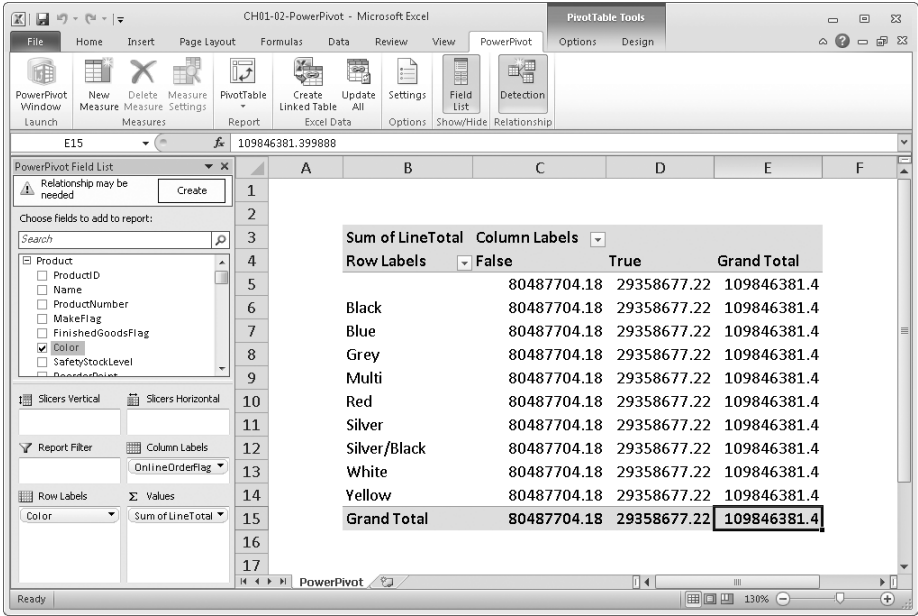 CH01-02-PowerPivot - Microsoft Excel
PivotTable Tools
File Home Insert Page Layout Formulas Data Review View PowerPivot Options Design
PowerPivot Window
New Measure
Delete Measure
Measure Settings
PivotTable
Create Linked Table
Update All
Settings
Field List
Detection
Launch Measures Report Excel Data Options Show/Hide Relationship
E15 fx 109846381.399888
PowerPivot Field List
Relationship may be needed
Create
Choose fields to add to report:
Search
Product
ProductID
Name
ProductNumber
MakeFlag
FinishedGoodsFlag
Color
SafetyStockLevel
ReorderPoint
Slicers Vertical Slicers Horizontal
Report Filter Column Labels
OnlineOrderFlag
Row Labels Σ Values
Color Sum of LineTotal
A B C D E F
1
2
3 Sum of LineTotal Column Labels
4 Row Labels False True Grand Total
5 80487704.18 29358677.22 109846381.4
6 Black 80487704.18 29358677.22 109846381.4
7 Blue 80487704.18 29358677.22 109846381.4
8 Grey 80487704.18 29358677.22 109846381.4
9 Multi 80487704.18 29358677.22 109846381.4
10 Red 80487704.18 29358677.22 109846381.4
11 Silver 80487704.18 29358677.22 109846381.4
12 Silver/Black 80487704.18 29358677.22 109846381.4
13 White 80487704.18 29358677.22 109846381.4
14 Yellow 80487704.18 29358677.22 109846381.4
15 Grand Total 80487704.18 29358677.22 109846381.4
16
17
PowerPivot
Ready 130%